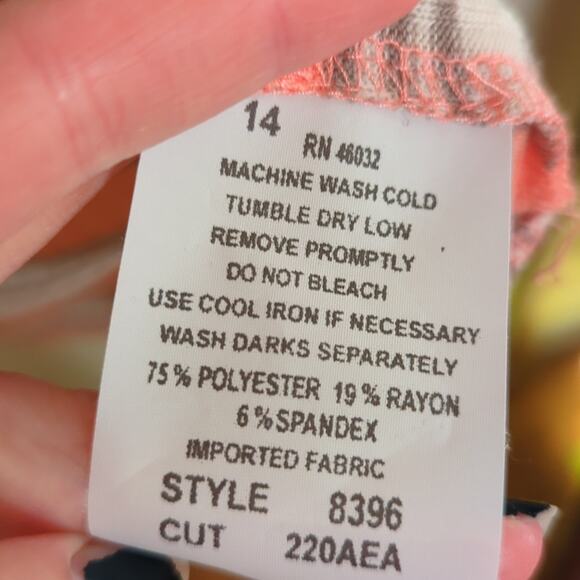 14 RN 46032
MACHINE WASH COLD
TUMBLE DRY LOW
REMOVE PROMPTLY
DO NOT BLEACH
USE COOL IRON IF NECESSARY
WASH DARKS SEPARATELY
75% POLYESTER 19% RAYON
6% SPANDEX
IMPORTED FABRIC
STYLE 8396
CUT 220AEA